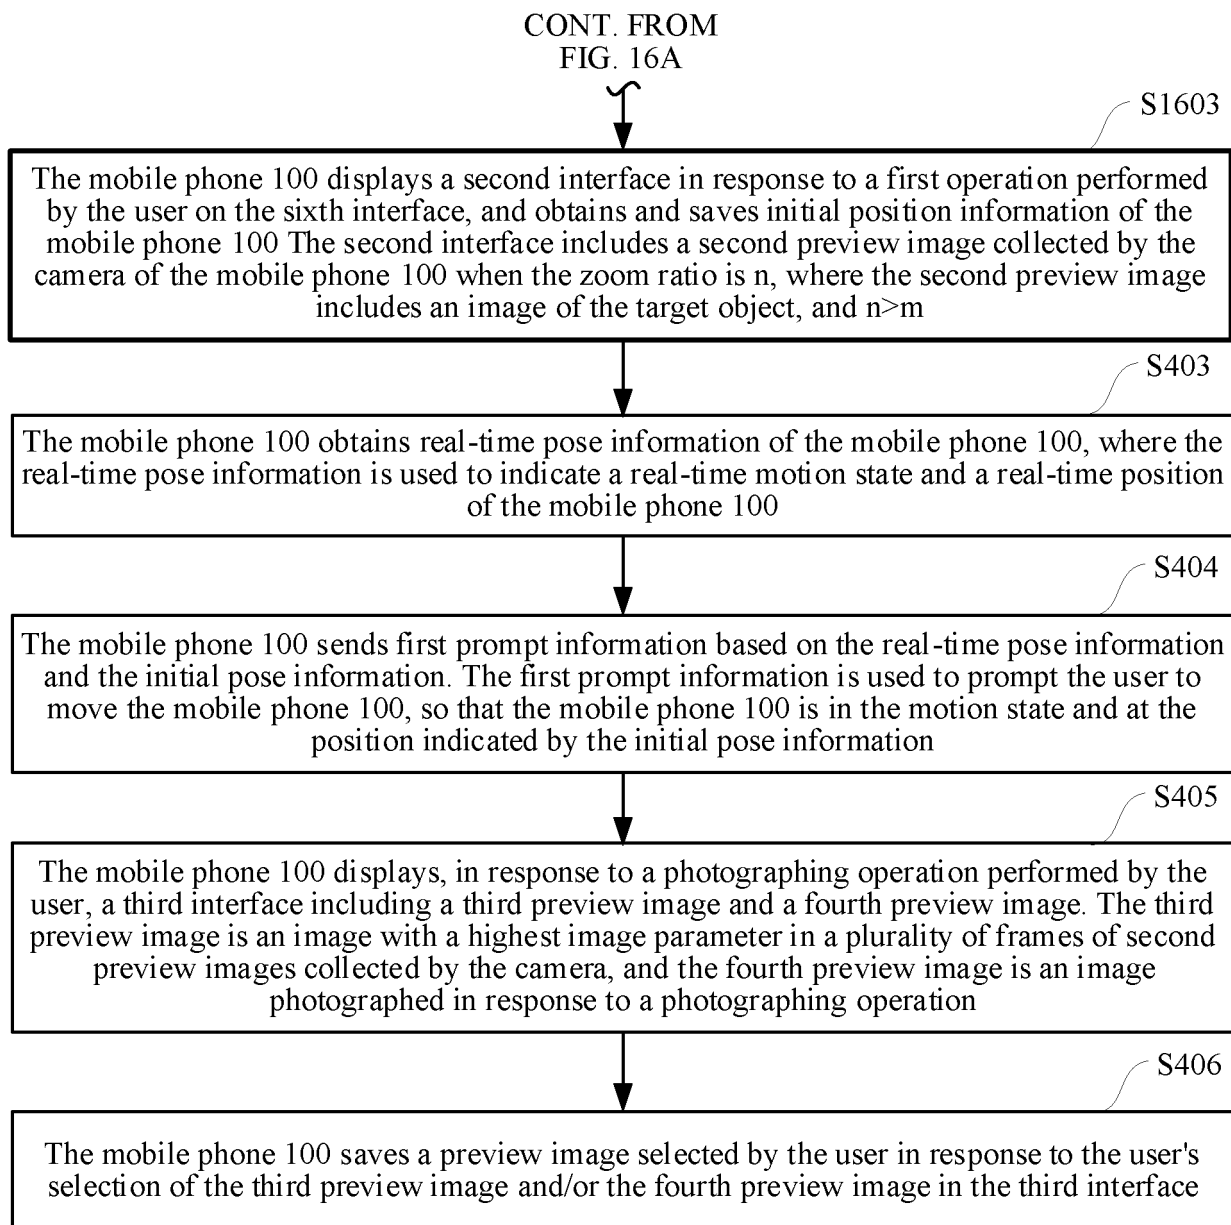 CONT. FROM
FIG. 16A
S1603
The mobile phone 100 displays a second interface in response to a first operation performed
by the user on the sixth interface, and obtains and saves initial position information of the
mobile phone 100 The second interface includes a second preview image collected by the
camera of the mobile phone 100 when the zoom ratio is n, where the second preview image
includes an image of the target object, and n>m
S403
The mobile phone 100 obtains real-time pose information of the mobile phone 100, where the
real-time pose information is used to indicate a real-time motion state and a real-time position
of the mobile phone 100
S404
The mobile phone 100 sends first prompt information based on the real-time pose information
and the initial pose information. The first prompt information is used to prompt the user to
move the mobile phone 100, so that the mobile phone 100 is in the motion state and at the
position indicated by the initial pose information
S405
The mobile phone 100 displays, in response to a photographing operation performed by the
user, a third interface including a third preview image and a fourth preview image. The third
preview image is an image with a highest image parameter in a plurality of frames of second
preview images collected by the camera, and the fourth preview image is an image
photographed in response to a photographing operation
S406
The mobile phone 100 saves a preview image selected by the user in response to the user's
selection of the third preview image and/or the fourth preview image in the third interface